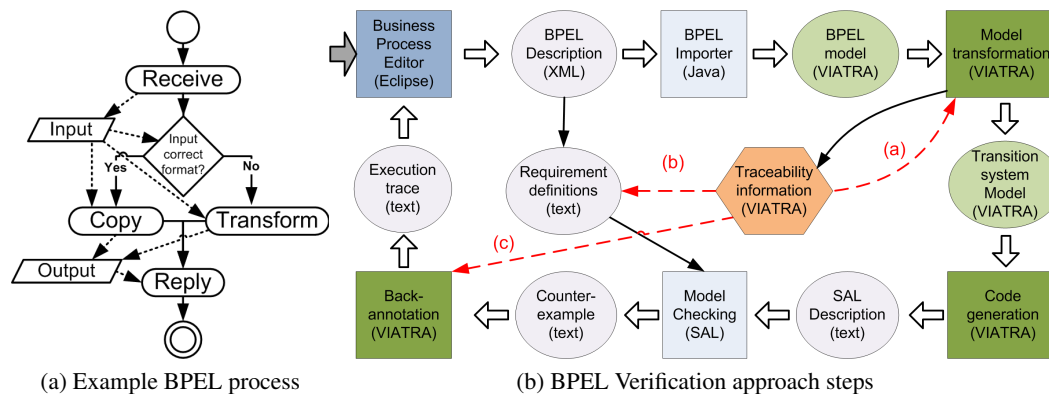 Receive
Input
Input
correct
format?
Yes
No
Copy
Transform
Output
Reply
(a) Example BPEL process
Business
Process
Editor
(Eclipse)
BPEL
Description
(XML)
BPEL
Importer
(Java)
BPEL
model
(VIATRA)
Model
transformation
(VIATRA)
Execution
trace
(text)
Requirement
definitions
(text)
(b)
Traceability
information
(VIATRA)
(a)
Transition
system
Model
(VIATRA)
(c)
Back-
annotation
(VIATRA)
Counter-
example
(text)
Model
Checking
(SAL)
SAL
Description
(text)
Code
generation
(VIATRA)
(b) BPEL Verification approach steps